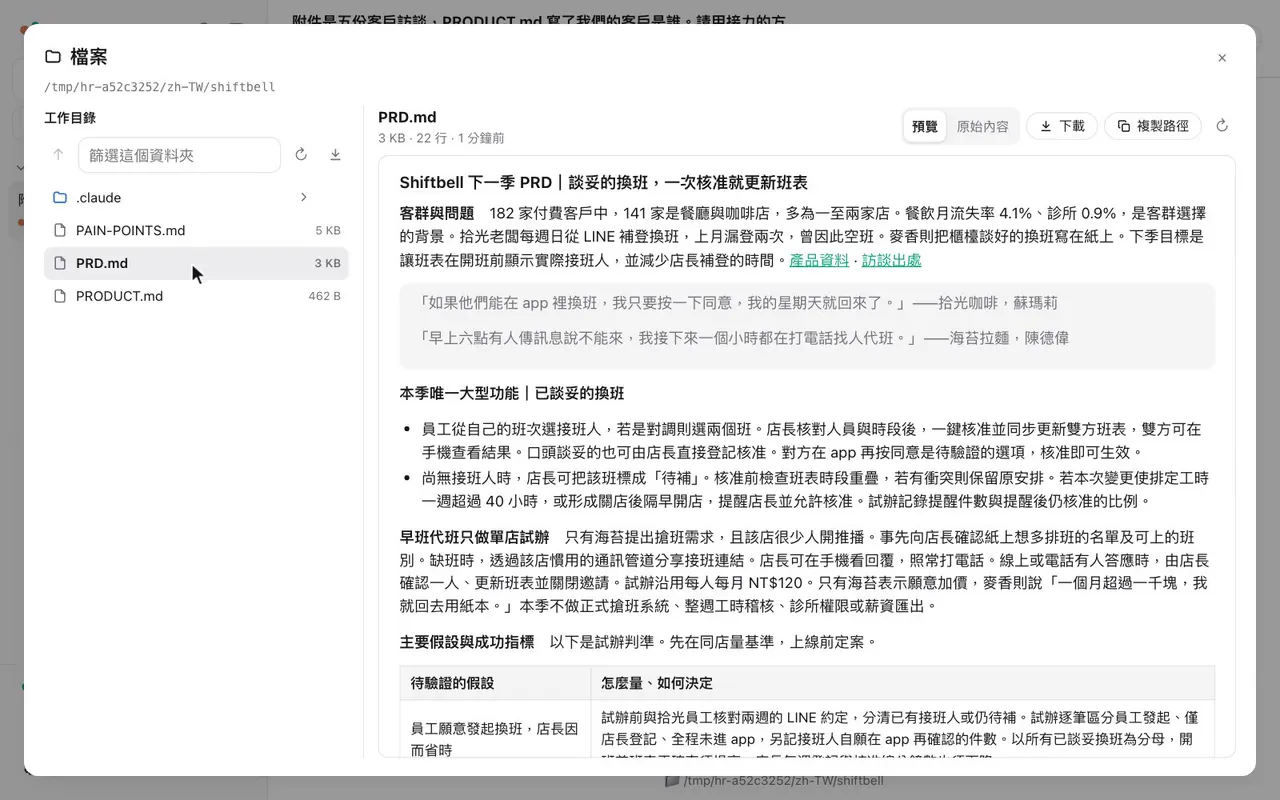 附件是五份客戶訪談，PRODUCT.md 寫了我們的客戶是誰。請用接力的方
檔案
/tmp/hr-a52c3252/zh-TW/shiftbell
工作目錄
篩選這個資料夾
.claude
PAIN-POINTS.md 5 KB
PRD.md 3 KB
PRODUCT.md 462 B
PRD.md
3 KB · 22 行 · 1 分鐘前
預覽 原始內容 下載 複製路徑
Shiftbell 下一季 PRD｜談妥的換班，一次核准就更新班表
客群與問題 182 家付費客戶中，141 家是餐廳與咖啡店，多為一至兩家店。餐飲月流失率 4.1%、診所 0.9%，是客群選擇
的背景。拾光老闆每週日從 LINE 補登換班，上月漏登兩次，曾因此空班。麥香則把櫃檯談好的換班寫在紙上。下季目標是
讓班表在開班前顯示實際接班人，並減少店長補登的時間。產品資料 · 訪談出處
「如果他們能在 app 裡換班，我只要按一下同意，我的星期天就回來了。」——拾光咖啡，蘇瑪莉
「早上六點有人傳訊息說不能來，我接下來一個小時都在打電話找人代班。」——海苔拉麵，陳德偉
本季唯一大型功能｜已談妥的換班
• 員工從自己的班次選接班人，若是對調則選兩個班。店長核對人員與時段後，一鍵核准並同步更新雙方班表，雙方可在
手機查看結果。口頭談妥的也可由店長直接登記核准。對方在 app 再按同意是待驗證的選項，核准即可生效。
• 尚無接班人時，店長可把該班標成「待補」。核准前檢查班表時段重疊，若有衝突則保留原安排。若本次變更使排定工時
一週超過 40 小時，或形成關店後隔早開店，提醒店長並允許核准。試辦記錄提醒件數與提醒後仍核准的比例。
早班代班只做單店試辦 只有海苔提出搶班需求，且該店很少人開推播。事先向店長確認紙上想多排班的名單及可上的班
別。缺班時，透過該店慣用的通訊管道分享接班連結。店長可在手機看回覆，照常打電話。線上或電話有人答應時，由店長
確認一人、更新班表並關閉邀請。試辦沿用每人每月 NT$120。只有海苔表示願意加價，麥香則說「一個月超過一千塊，我
就回去用紙本。」本季不做正式搶班系統、整週工時稽核、診所權限或薪資匯出。
主要假設與成功指標 以下是試辦判準。先在同店量基準，上線前定案。
待驗證的假設 怎麼量、如何決定
員工願意發起換班，店長因
而省時
試辦前與拾光員工核對兩週的 LINE 約定，分清已有接班人或仍待補。試辦逐筆區分員工發起、僅
店長登記、全程未進 app，另記接班人自願在 app 再確認的件數。以所有已談妥換班為分母，開
/tmp/hr-a52c3252/zh-TW/shiftbell